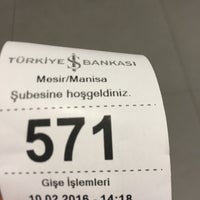 TÜRKİYE İŞ BANKASI
Mesir/Manisa
Şubesine hoşgeldiniz.
571
Gişe İşlemleri
10.02.2016 - 14:18